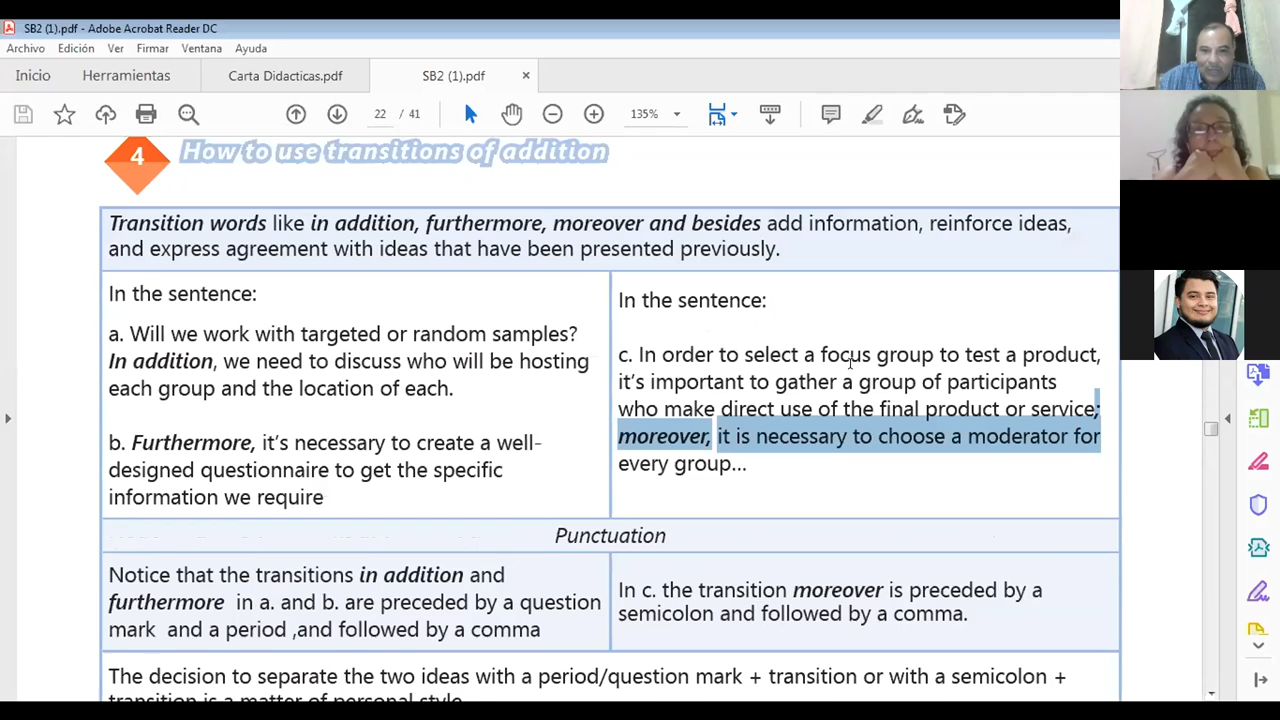 SB2 (1).pdf - Adobe Acrobat Reader DC
Archivo Edición Ver Firmar Ventana Ayuda
Inicio Herramientas Carta Didacticas.pdf SB2 (1).pdf ×
22 / 41 135%
4 How to use transitions of addition
Transition words like in addition, furthermore, moreover and besides add information, reinforce ideas,
and express agreement with ideas that have been presented previously.
In the sentence:
a. Will we work with targeted or random samples?
In addition, we need to discuss who will be hosting
each group and the location of each.
b. Furthermore, it's necessary to create a well-
designed questionnaire to get the specific
information we require
In the sentence:
c. In order to select a focus group to test a product,
it's important to gather a group of participants
who make direct use of the final product or service;
moreover, it is necessary to choose a moderator for
every group...
Punctuation
Notice that the transitions in addition and
furthermore in a. and b. are preceded by a question
mark and a period ,and followed by a comma
In c. the transition moreover is preceded by a
semicolon and followed by a comma.
The decision to separate the two ideas with a period/question mark + transition or with a semicolon +
transition is a matter of personal style